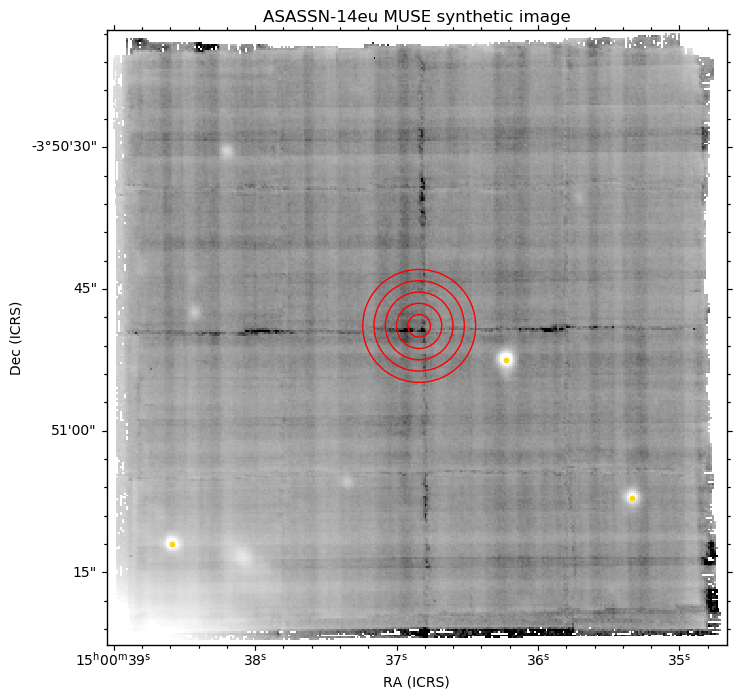 ASASSN-14eu MUSE synthetic image
-3°50'30"
45"
51'00"
15"
Dec (ICRS)
15ʰ00ᵐ39ˢ 38ˢ 37ˢ 36ˢ 35ˢ
RA (ICRS)